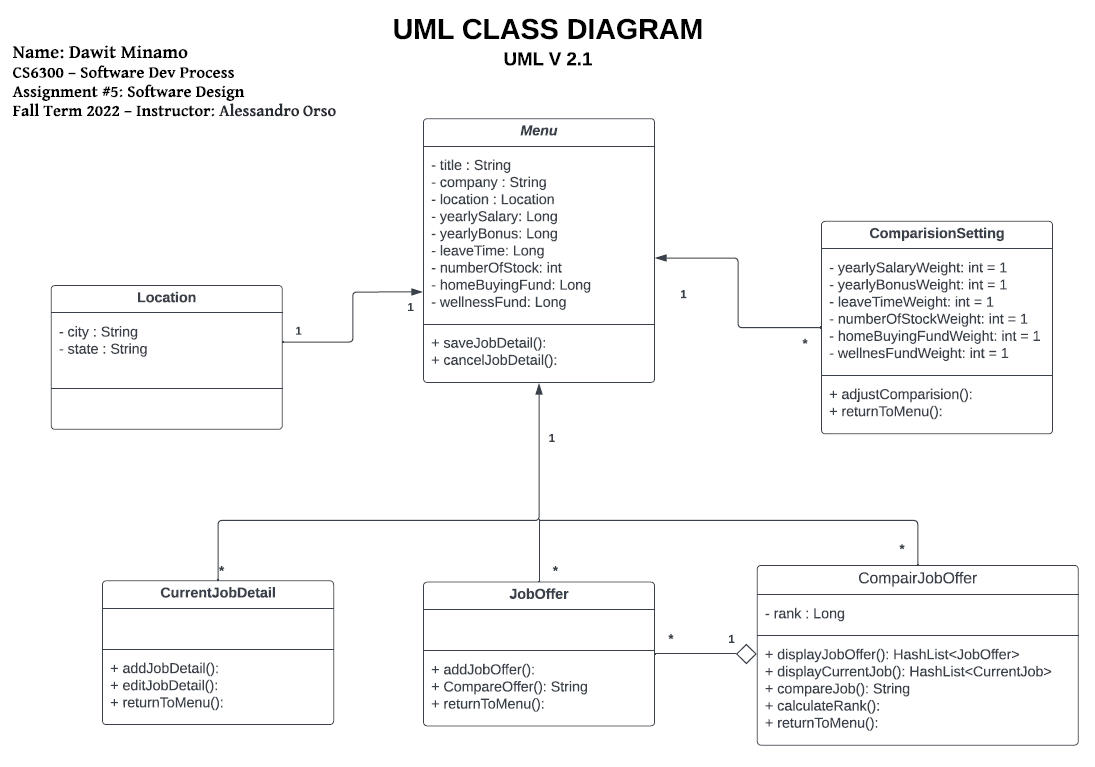 UML CLASS DIAGRAM
UML V 2.1
Name: Dawit Minamo
CS6300 – Software Dev Process
Assignment #5: Software Design
Fall Term 2022 – Instructor: Alessandro Orso
Menu
- title : String
- company : String
- location : Location
- yearlySalary: Long
- yearlyBonus: Long
- leaveTime: Long
- numberOfStock: int
- homeBuyingFund: Long
- wellnessFund: Long
+ saveJobDetail():
+ cancelJobDetail():
Location
- city : String
- state : String
1
1
ComparisionSetting
- yearlySalaryWeight: int = 1
- yearlyBonusWeight: int = 1
- leaveTimeWeight: int = 1
- numberOfStockWeight: int = 1
- homeBuyingFundWeight: int = 1
- wellnesFundWeight: int = 1
+ adjustComparision():
+ returnToMenu():
1
*
1
*
*
*
CurrentJobDetail
+ addJobDetail():
+ editJobDetail():
+ returnToMenu():
JobOffer
+ addJobOffer():
+ CompareOffer(): String
+ returnToMenu():
*
1
CompairJobOffer
- rank : Long
+ displayJobOffer(): HashList<JobOffer>
+ displayCurrentJob(): HashList<CurrentJob>
+ compareJob(): String
+ calculateRank():
+ returnToMenu():